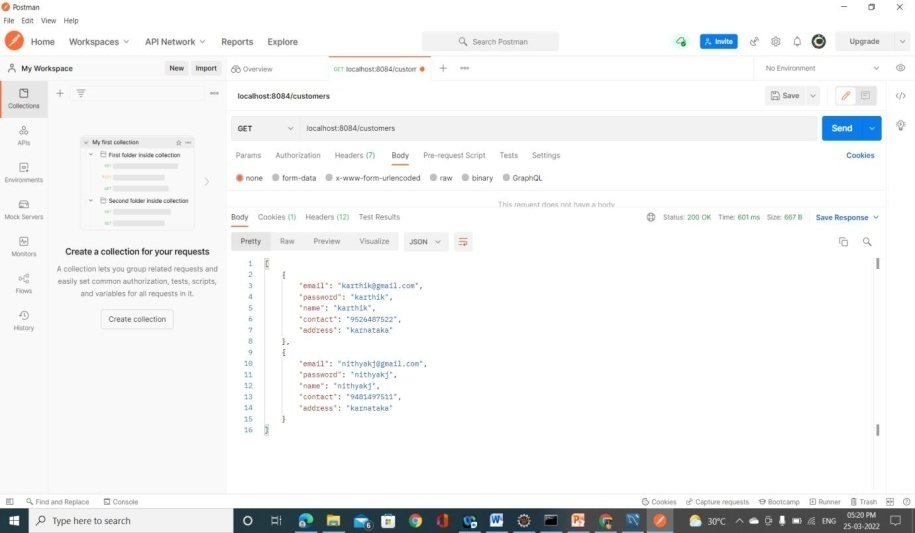 Postman
File Edit View Help
Home Workspaces API Network Reports Explore Search Postman Invite Upgrade
My Workspace New Import Overview GET localhost:8084/custom No Environment
Collections
APIs
Environments
Mock Servers
Monitors
Flows
History
My first collection
First folder inside collection
Second folder inside collection
Create a collection for your requests
A collection lets you group related requests and
easily set common authorization, tests, scripts,
and variables for all requests in it.
Create collection
localhost:8084/customers Save
GET localhost:8084/customers Send
Params Authorization Headers (7) Body Pre-request Script Tests Settings Cookies
none form-data x-www-form-urlencoded raw binary GraphQL
This request does not have a body
Body Cookies (1) Headers (12) Test Results Status: 200 OK Time: 601 ms Size: 667 B Save Response
Pretty Raw Preview Visualize JSON
1 [
2 {
3 "email": "karthik@gmail.com",
4 "password": "karthik",
5 "name": "karthik",
6 "contact": "9526487522",
7 "address": "karnataka"
8 },
9 {
10 "email": "nithyakj@gmail.com",
11 "password": "nithyakj",
12 "name": "nithyakj",
13 "contact": "9481497511",
14 "address": "karnataka"
15 }
16 ]
Find and Replace Console Cookies Capture requests Bootcamp Runner Trash
Type here to search 30°C ENG 05:20 PM
25-03-2022